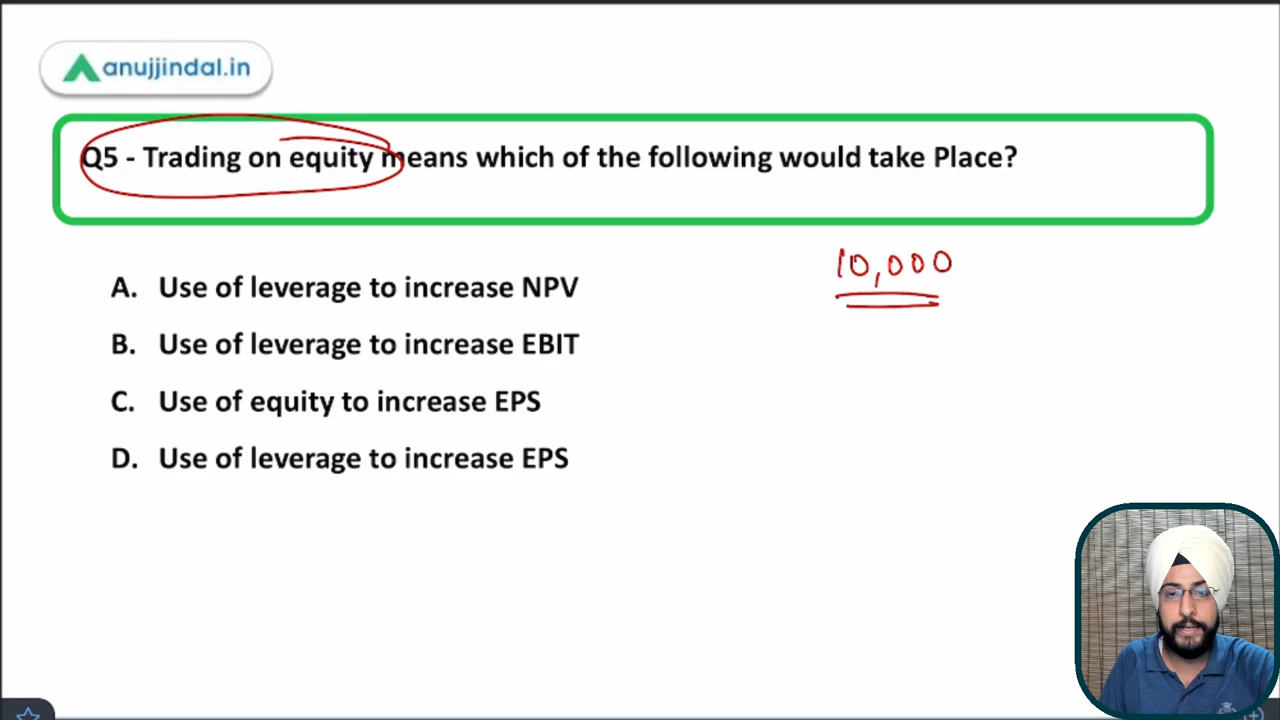 anujjindal.in
Q5 - Trading on equity means which of the following would take Place?
10,000
A. Use of leverage to increase NPV
B. Use of leverage to increase EBIT
C. Use of equity to increase EPS
D. Use of leverage to increase EPS